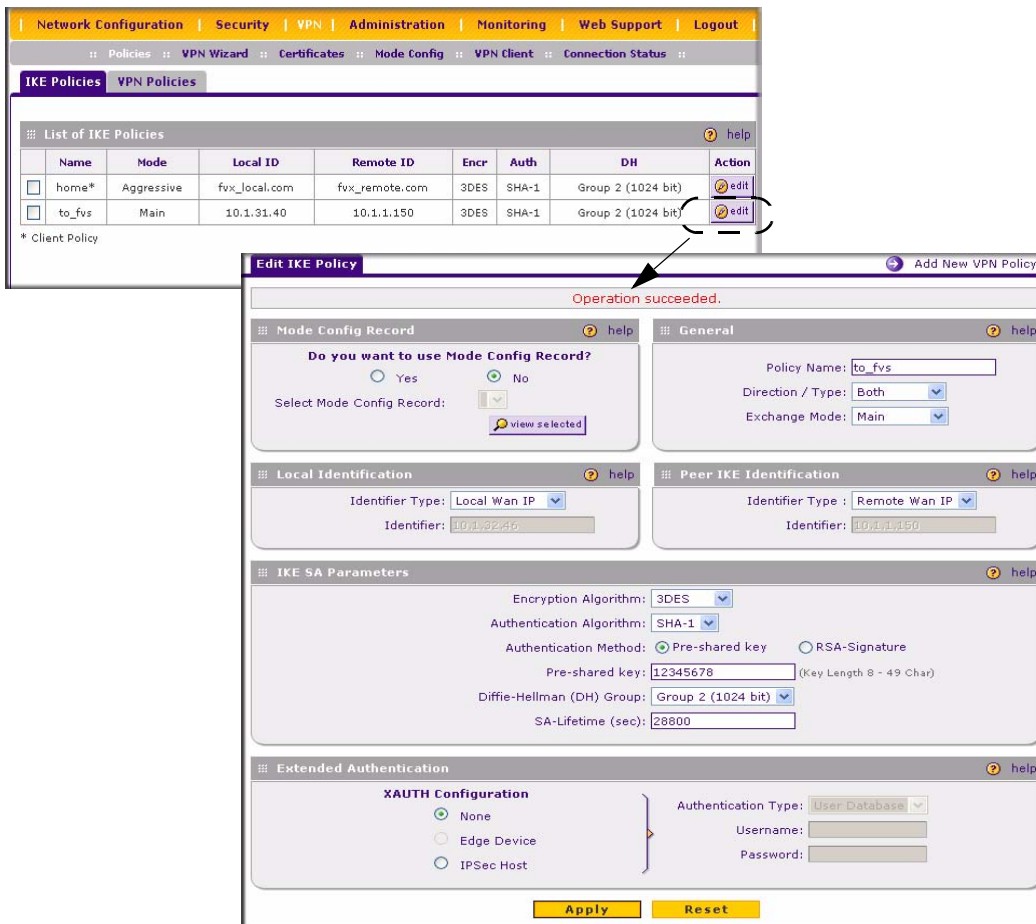 Network Configuration | Security | VPN | Administration | Monitoring | Web Support | Logout
:: Policies :: VPN Wizard :: Certificates :: Mode Config :: VPN Client :: Connection Status ::
IKE Policies VPN Policies
List of IKE Policies help
Name Mode Local ID Remote ID Encr Auth DH Action
home* Aggressive fvx_local.com fvx_remote.com 3DES SHA-1 Group 2 (1024 bit) edit
to_fvs Main 10.1.31.40 10.1.1.150 3DES SHA-1 Group 2 (1024 bit) edit
* Client Policy
Edit IKE Policy Add New VPN Policy
Operation succeeded.
Mode Config Record help
Do you want to use Mode Config Record?
Yes No
Select Mode Config Record:
view selected
General help
Policy Name: to_fvs
Direction / Type: Both
Exchange Mode: Main
Local Identification help
Identifier Type: Local Wan IP
Identifier: 10.1.32.46
Peer IKE Identification help
Identifier Type : Remote Wan IP
Identifier: 10.1.1.150
IKE SA Parameters help
Encryption Algorithm: 3DES
Authentication Algorithm: SHA-1
Authentication Method: Pre-shared key RSA-Signature
Pre-shared key: 12345678 (Key Length 8 - 49 Char)
Diffie-Hellman (DH) Group: Group 2 (1024 bit)
SA-Lifetime (sec): 28800
Extended Authentication help
XAUTH Configuration
None
Edge Device
IPSec Host
Authentication Type: User Database
Username:
Password:
Apply Reset